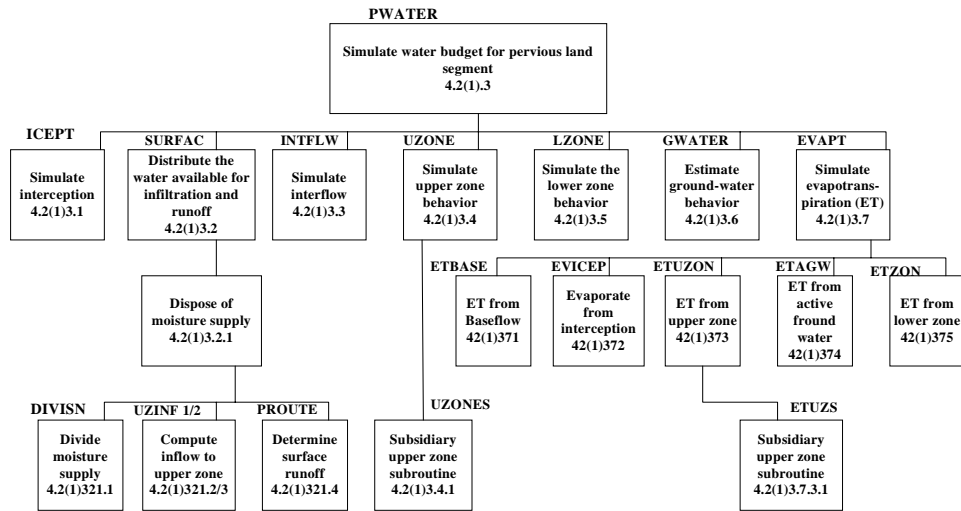 PWATER
Simulate water budget for pervious land
segment
4.2(1).3
ICEPT
Simulate
interception
4.2(1)3.1
SURFAC
Distribute the
water available for
infiltration and
runoff
4.2(1)3.2
INTFLW
Simulate
interflow
4.2(1)3.3
UZONE
Simulate
upper zone
behavior
4.2(1)3.4
LZONE
Simulate the
lower zone
behavior
4.2(1)3.5
GWATER
Estimate
ground-water
behavior
4.2(1)3.6
EVAPT
Simulate
evapotrans-
piration (ET)
4.2(1)3.7
Dispose of
moisture supply
4.2(1)3.2.1
ETBASE
ET from
Baseflow
42(1)371
EVICEP
Evaporate
from
interception
42(1)372
ETUZON
ET from
upper zone
42(1)373
ETAGW
ET from
active
fround
water
42(1)374
ETZON
ET from
lower zone
42(1)375
DIVISN
Divide
moisture
supply
4.2(1)321.1
UZINF 1/2
Compute
inflow to
upper zone
4.2(1)321.2/3
PROUTE
Determine
surface
runoff
4.2(1)321.4
UZONES
Subsidiary
upper zone
subroutine
4.2(1)3.4.1
ETUZS
Subsidiary
upper zone
subroutine
4.2(1)3.7.3.1